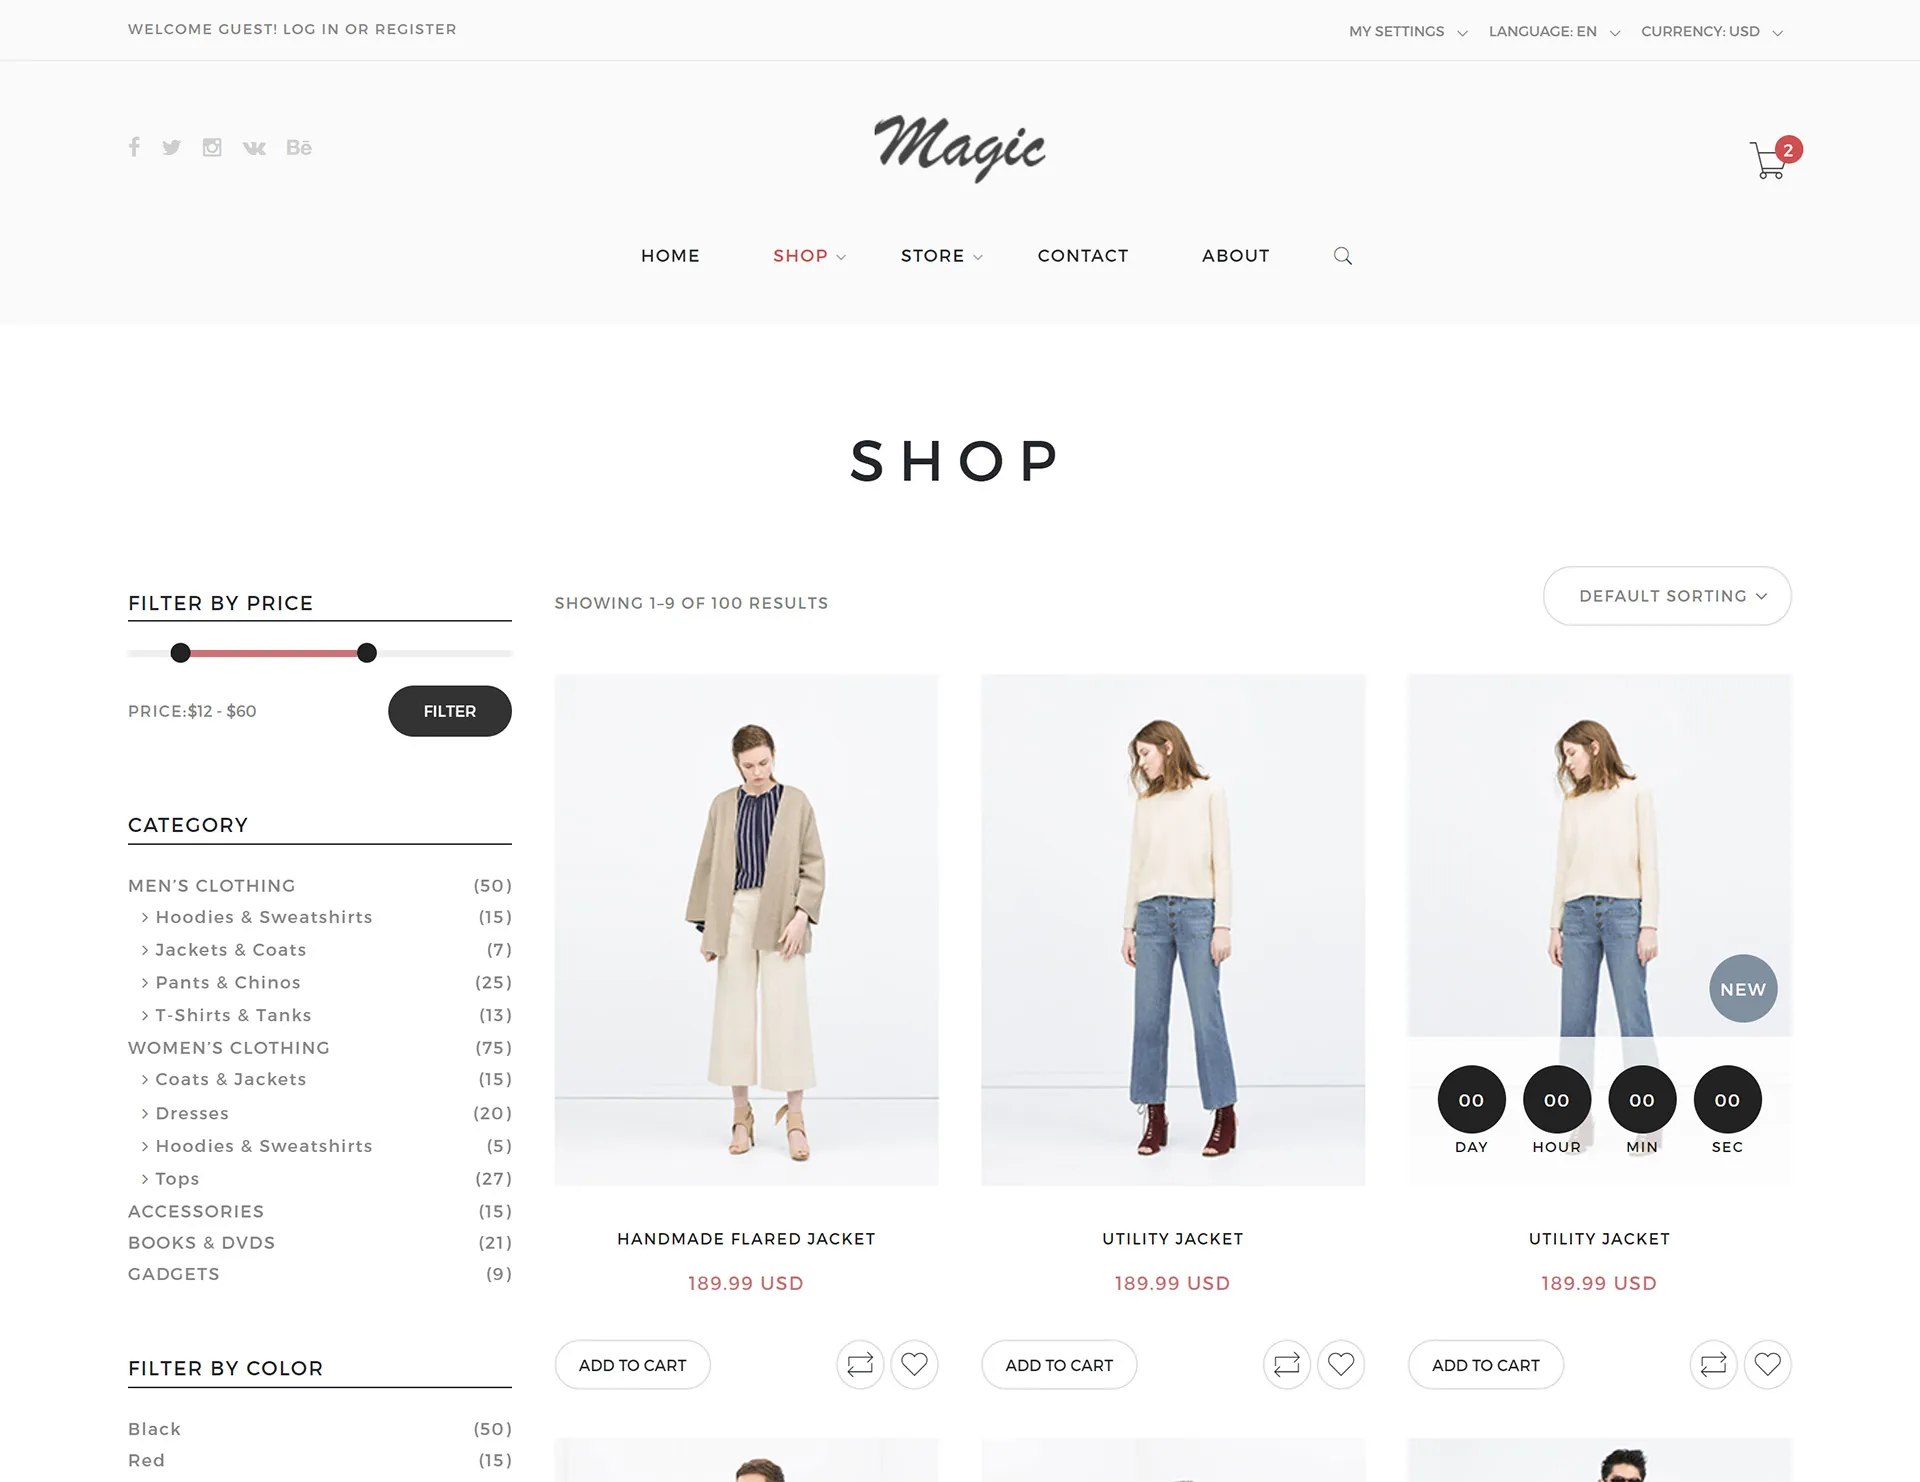 WELCOME GUEST! LOG IN OR REGISTER
MY SETTINGS LANGUAGE: EN CURRENCY: USD
Bē
Magic
2
HOME SHOP STORE CONTACT ABOUT
SHOP
FILTER BY PRICE
PRICE:$12 - $60
FILTER
CATEGORY
MEN’S CLOTHING (50)
> Hoodies & Sweatshirts (15)
> Jackets & Coats (7)
> Pants & Chinos (25)
> T-Shirts & Tanks (13)
WOMEN’S CLOTHING (75)
> Coats & Jackets (15)
> Dresses (20)
> Hoodies & Sweatshirts (5)
> Tops (27)
ACCESSORIES (15)
BOOKS & DVDS (21)
GADGETS (9)
FILTER BY COLOR
Black (50)
Red (15)
SHOWING 1–9 OF 100 RESULTS
DEFAULT SORTING
NEW
00 00 00 00
DAY HOUR MIN SEC
HANDMADE FLARED JACKET
189.99 USD
ADD TO CART
UTILITY JACKET
189.99 USD
ADD TO CART
UTILITY JACKET
189.99 USD
ADD TO CART